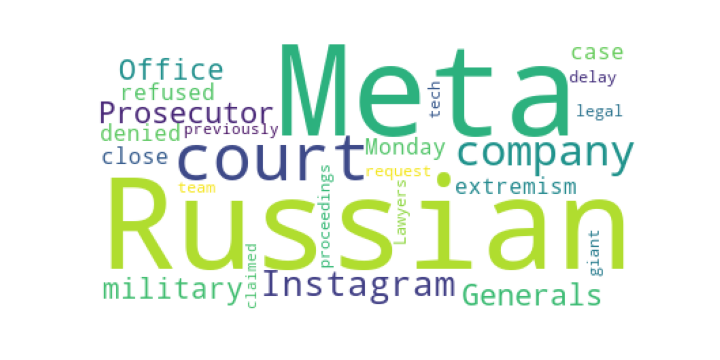 Meta
case
Office
tech
delay
refused
Prosecutor
legal
denied
previously
court
Monday
company
close
proceedings
request
team
Lawyers
extremism
Russian
giant
claimed
military
Instagram
Generals